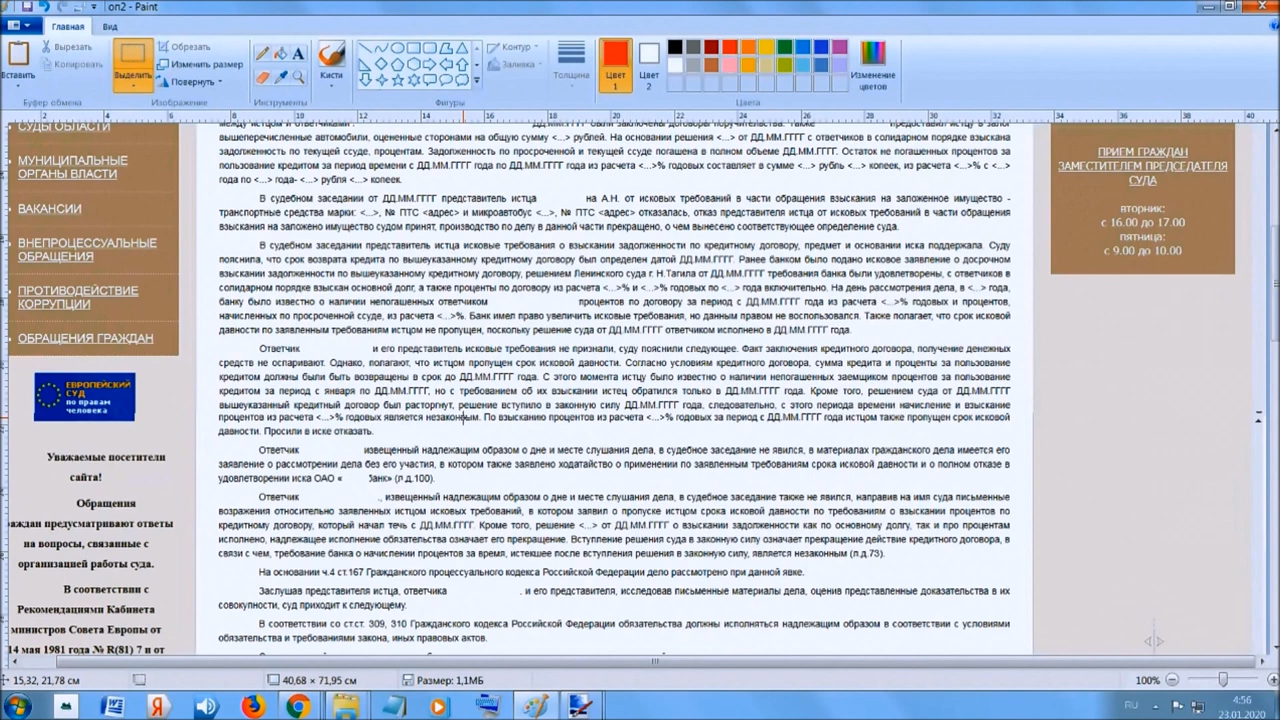 оп2 - Paint
Главная
Вид
Вставить
Вырезать
Копировать
Буфер обмена
Выделить
Обрезать
Изменить размер
Повернуть
Изображение
Инструменты
Кисти
Контур
Заливка
Фигуры
Толщина
Цвет 1
Цвет 2
Изменение цветов
Цвета
2 4 6 8 10 12 14 16 18 20 22 24 26 28 30 32 34 36 38 40
СУДЫ ОБЛАСТИ
МУНИЦИПАЛЬНЫЕ
ОРГАНЫ ВЛАСТИ
ВАКАНСИИ
ВНЕПРОЦЕССУАЛЬНЫЕ
ОБРАЩЕНИЯ
ПРОТИВОДЕЙСТВИЕ
КОРРУПЦИИ
ОБРАЩЕНИЯ ГРАЖДАН
ЕВРОПЕЙСКИЙ
СУД
по правам
человека
Уважаемые посетители
сайта!
Обращения
раждан предусматривают ответы
на вопросы, связанные с
организацией работы суда.
В соответствии с
Рекомендациями Кабинета
министров Совета Европы от
14 мая 1981 года № R(81) 7 и от
вышеперечисленные автомобили, оцененные сторонами на общую сумму <...> рублей. На основании решения <...> от ДД.ММ.ГГГГ с ответчиков в солидарном порядке взыскана
задолженность по текущей ссуде, процентам. Задолженность по просроченной и текущей ссуде погашена в полном объеме ДД.ММ.ГГГГ. Остаток не погашенных процентов за
пользование кредитом за период времени с ДД.ММ.ГГГГ года по ДД.ММ.ГГГГ года из расчета <...>% годовых составляет в сумме <...> рубль <...> копеек, из расчета <...>% с <...>
года по <...> года- <...> рубля <...> копеек.
В судебном заседании от ДД.ММ.ГГГГ представитель истца на А.Н. от исковых требований в части обращения взыскания на заложенное имущество -
транспортные средства марки: <...>, № ПТС <адрес> и микроавтобус <...>, № ПТС <адрес> отказалась, отказ представителя истца от исковых требований в части обращения
взыскания на заложено имущество судом принят, производство по делу в данной части прекращено, о чем вынесено соответствующее определение суда.
В судебном заседании представитель истца исковые требования о взыскании задолженности по кредитному договору, предмет и основании иска поддержала. Суду
пояснила, что срок возврата кредита по вышеуказанному кредитному договору был определен датой ДД.ММ.ГГГГ. Ранее банком было подано исковое заявление о досрочном
взыскании задолженности по вышеуказанному кредитному договору, решением Ленинского суда г. Н.Тагила от ДД.ММ.ГГГГ требования банка были удовлетворены, с ответчиков в
солидарном порядке взыскан основной долг, а также проценты по договору из расчета <...>% и <...>% годовых по <...> года включительно. На день рассмотрения дела, в <...> года,
банку было известно о наличии непогашенных ответчиком процентов по договору за период с ДД.ММ.ГГГГ года из расчета <...>% годовых и процентов,
начисленных по просроченной ссуде, из расчета <...>%. Банк имел право увеличить исковые требования, но данным правом не воспользовался. Также полагает, что срок исковой
давности по заявленным требованиям истцом не пропущен, поскольку решение суда от ДД.ММ.ГГГГ ответчиком исполнено в ДД.ММ.ГГГГ года.
Ответчик и его представитель исковые требования не признали, суду пояснили следующее. Факт заключения кредитного договора, получение денежных
средств не оспаривают. Однако, полагают, что истцом пропущен срок исковой давности. Согласно условиям кредитного договора, сумма кредита и проценты за пользование
кредитом должны были быть возвращены в срок до ДД.ММ.ГГГГ года. С этого момента истцу было известно о наличии непогашенных заемщиком процентов за пользование
кредитом за период с января по ДД.ММ.ГГГГ, но с требованием об их взыскании истец обратился только в ДД.ММ.ГГГГ года. Кроме того, решением суда от ДД.ММ.ГГГГ
вышеуказанный кредитный договор был расторгнут, решение вступило в законную силу ДД.ММ.ГГГГ года, следовательно, с этого периода времени начисление и взыскание
процентов из расчета <...>% годовых является незаконным. По взысканию процентов из расчета <...>% годовых за период с ДД.ММ.ГГГГ года истцом также пропущен срок исковой
давности. Просили в иске отказать.
Ответчик извещенный надлежащим образом о дне и месте слушания дела, в судебное заседание не явился, в материалах гражданского дела имеется его
заявление о рассмотрении дела без его участия, в котором также заявлено ходатайство о применении по заявленным требованиям срока исковой давности и о полном отказе в
удовлетворении иска ОАО « Банк» (л.д.100).
Ответчик ., извещенный надлежащим образом о дне и месте слушания дела, в судебное заседание также не явился, направив на имя суда письменные
возражения относительно заявленных истцом исковых требований, в котором заявил о пропуске истцом срока исковой давности по требованиям о взыскании процентов по
кредитному договору, который начал течь с ДД.ММ.ГГГГ. Кроме того, решение <...> от ДД.ММ.ГГГГ о взыскании задолженности как по основному долгу, так и про процентам
исполнено, надлежащее исполнение обязательства означает его прекращение. Вступление решения суда в законную силу означает прекращение действие кредитного договора, в
связи с чем, требование банка о начислении процентов за время, истекшее после вступления решения в законную силу, является незаконным (л.д.73).
На основании ч.4 ст.167 Гражданского процессуального кодекса Российской Федерации дело рассмотрено при данной явке.
Заслушав представителя истца, ответчика . и его представителя, исследовав письменные материалы дела, оценив представленные доказательства в их
совокупности, суд приходит к следующему.
В соответствии со ст.ст. 309, 310 Гражданского кодекса Российской Федерации обязательства должны исполняться надлежащим образом в соответствии с условиями
обязательства и требованиями закона, иных правовых актов.
ПРИЕМ ГРАЖДАН
ЗАМЕСТИТЕЛЕМ ПРЕДСЕДАТЕЛЯ
СУДА
вторник:
с 16.00 до 17.00
пятница:
с 9.00 до 10.00
15,32, 21,78 см
40,68 × 71,95 см
Размер: 1,1МБ
100%
RU
4:56
23.01.2020